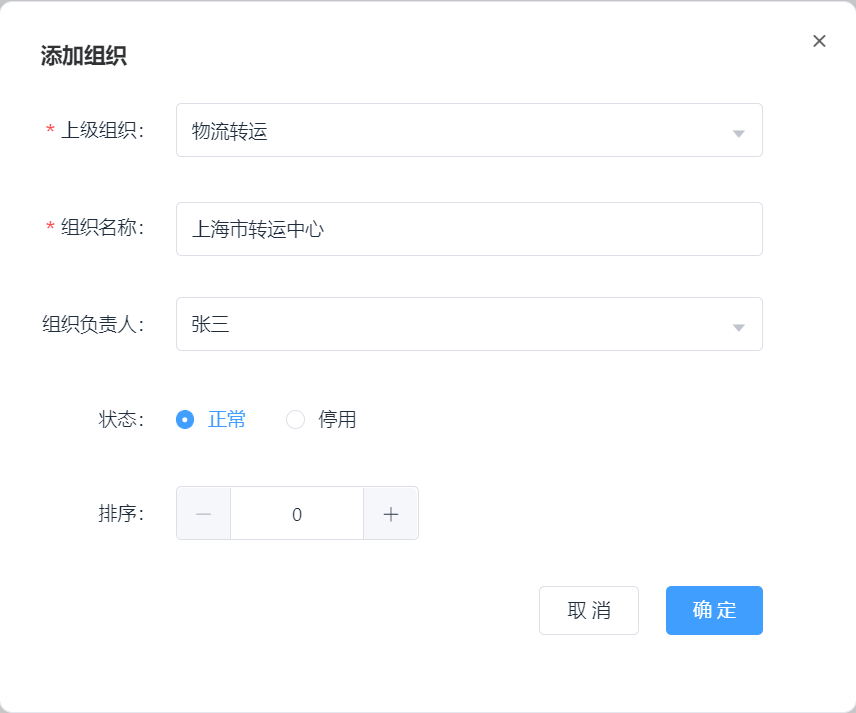 添加组织
* 上级组织: 物流转运
* 组织名称: 上海市转运中心
组织负责人: 张三
状态: 正常 停用
排序: 0
取消 确定